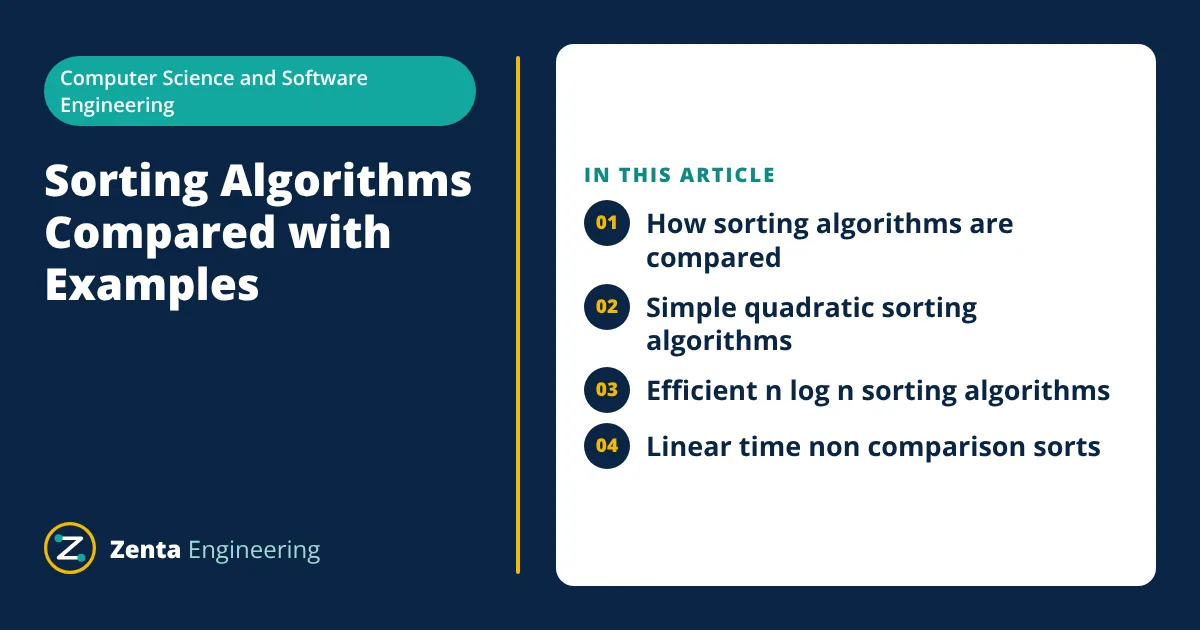 Computer Science and Software
Engineering
Sorting Algorithms
Compared with
Examples
Zenta Engineering
IN THIS ARTICLE
01 How sorting algorithms are
compared
02 Simple quadratic sorting
algorithms
03 Efficient n log n sorting algorithms
04 Linear time non comparison sorts